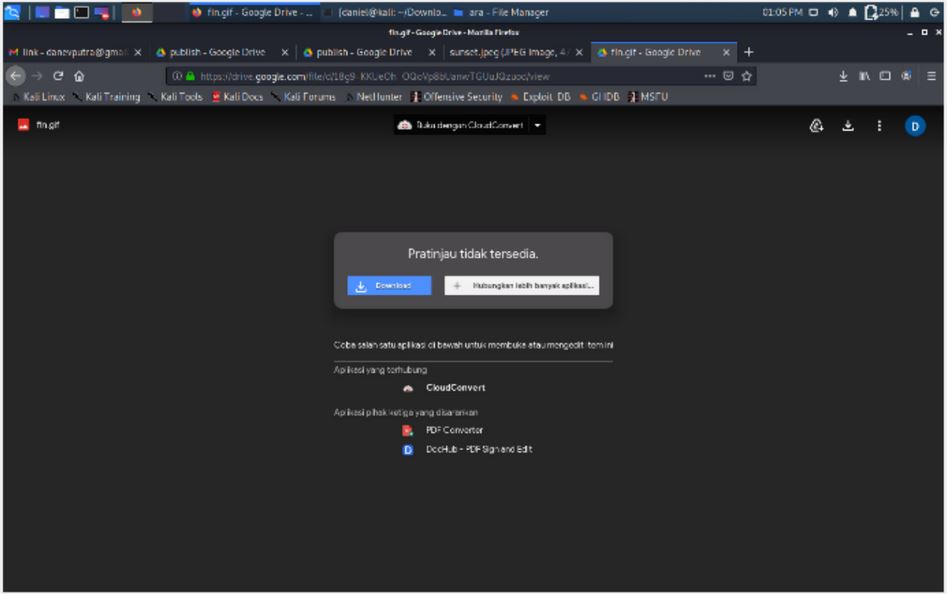 fin.gif - Google Drive - ... [daniel@kali: ~/Downlo... ara - File Manager 01:05 PM 25%
fin.gif - Google Drive - Mozilla Firefox
link - danevputra@gmai publish - Google Drive publish - Google Drive sunset.jpeg (JPEG Image, 4 fin.gif - Google Drive
https://drive.google.com/file/d/
Kali Linux Kali Training Kali Tools Kali Docs Kali Forums NetHunter Offensive Security Exploit-DB GHDB MSFU
fin.gif Buka dengan CloudConvert D
Pratinjau tidak tersedia.
Download + Hubungkan lebih banyak aplikasi...
Coba salah satu aplikasi di bawah untuk membuka atau mengedit item ini
Aplikasi yang terhubung
CloudConvert
Aplikasi pihak ketiga yang disarankan
PDF Converter
D DocHub - PDF Sign and Edit